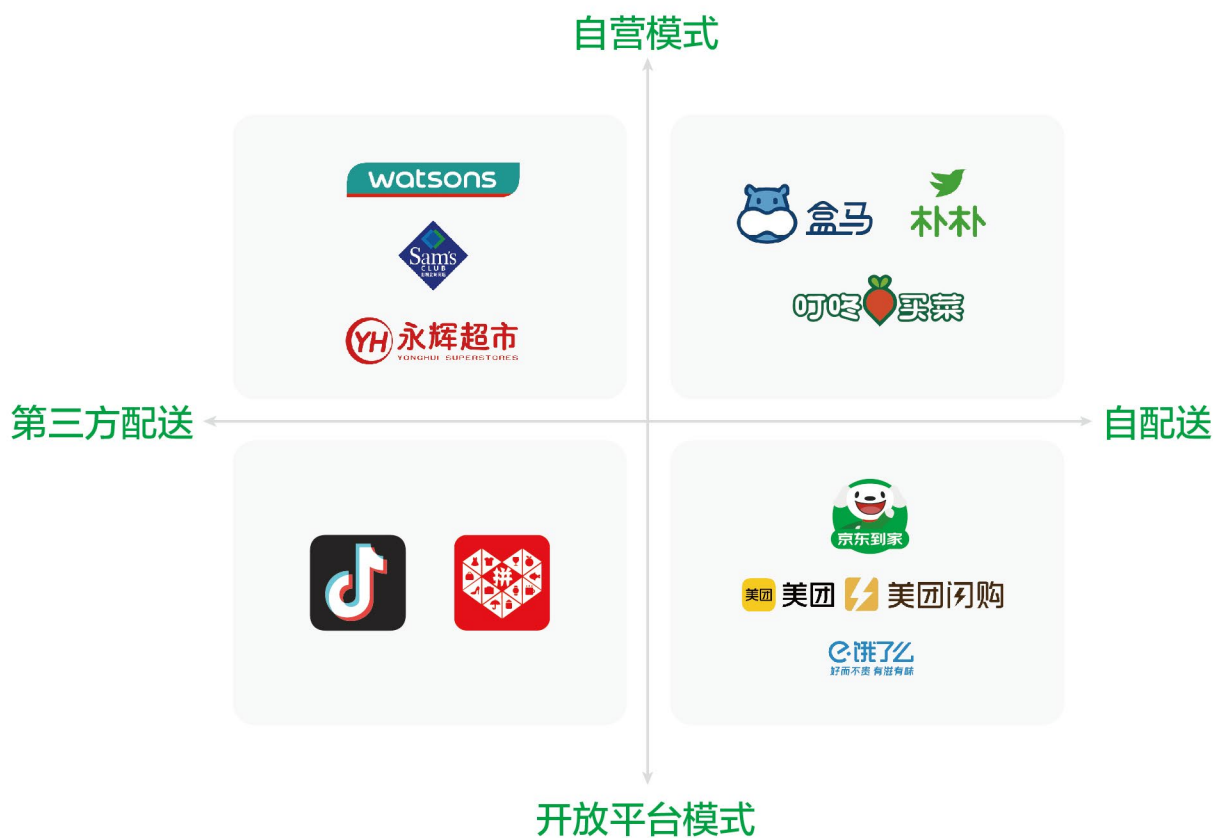 自营模式
watsons
盒马
朴朴
Sam's
CLUB
叮咚买菜
YH 永辉超市
YONGHUI SUPERSTORES
第三方配送
自配送
京东到家
拼
美团 美团 美团闪购
e 饿了么
好而不贵 有滋有味
开放平台模式